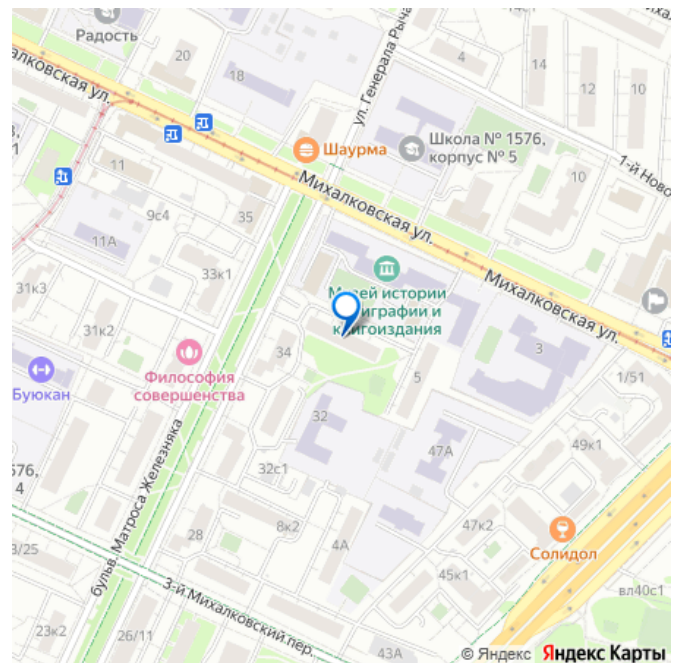 Радость
20
18
4
14
12
10
алковская ул.
ул. Генерала Рыча
Шаурма
Школа № 1576,
корпус № 5
1-й Ново
11
10
9с4
35
Михалковская ул.
11А
33к1
31к3
Музей истории
полиграфии и
книгоиздания
Михалковская ул.
31к2
34
3
Философия
совершенства
Буюкан
5
1/51
32
47А
49к1
576,
4
32с1
бульв. Матроса Железняка
28
8к2
4А
47к2
Солидол
3/25
45к1
вл40с1
3-й Михалковский пер.
23к2
26/11
43А
© Яндекс Яндекс Карты